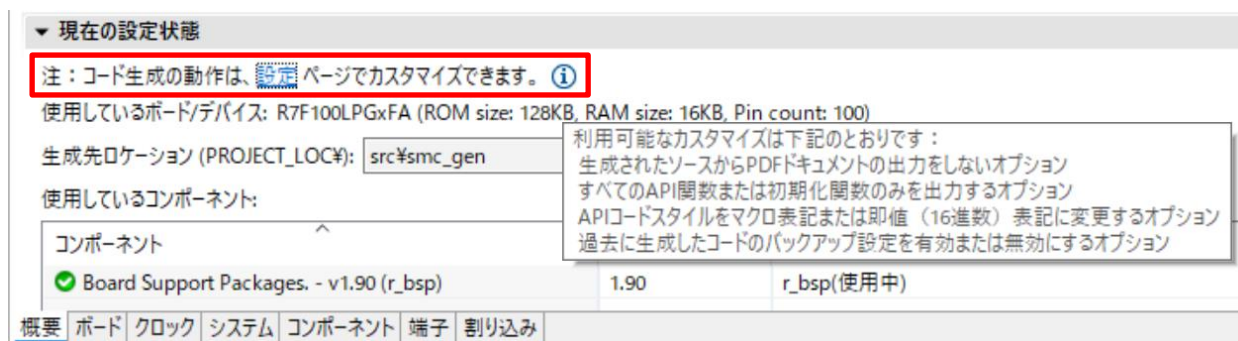 現在の設定状態
注：コード生成の動作は、設定 ページでカスタマイズできます。
使用しているボード/デバイス: R7F100LPGxFA (ROM size: 128KB, RAM size: 16KB, Pin count: 100)
生成先ロケーション (PROJECT_LOC¥): src¥smc_gen
利用可能なカスタマイズは下記のとおりです：
生成されたソースからPDFドキュメントの出力をしないオプション
すべてのAPI関数または初期化関数のみを出力するオプション
APIコードスタイルをマクロ表記または即値（16進数）表記に変更するオプション
過去に生成したコードのバックアップ設定を有効または無効にするオプション
使用しているコンポーネント:
コンポーネント
Board Support Packages. - v1.90 (r_bsp) 1.90 r_bsp(使用中)
概要 ボード クロック システム コンポーネント 端子 割り込み